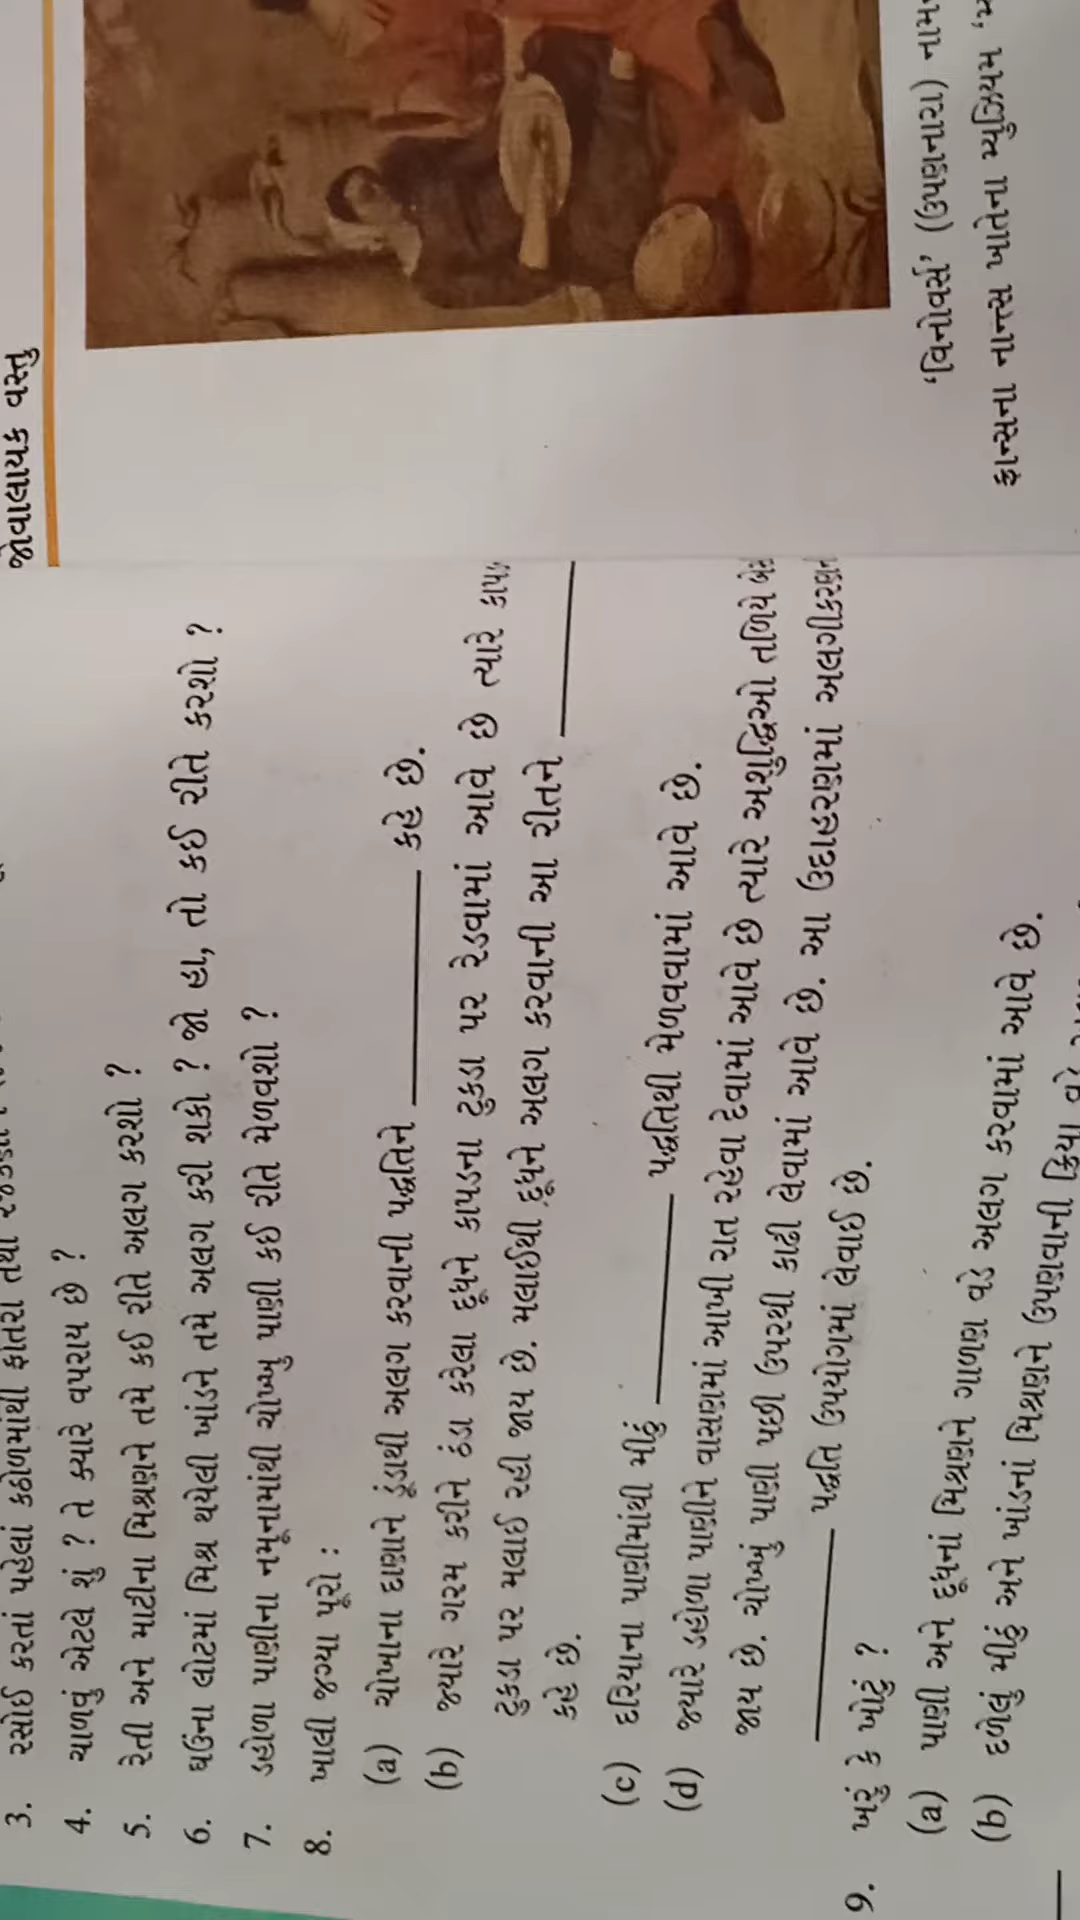 3. રસોઈ કરતાં પહેલાં કઠોળમાંથી ફોતરાં તથા
4. ચાળવું એટલે શું ? તે ક્યારે વપરાય છે ?
5. રેતી અને માટીના મિશ્રણને તમે કઈ રીતે અલગ કરશો ?
6. ઘઉંના લોટમાં મિશ્ર થયેલી ખાંડને તમે અલગ કરી શકો ? જો હા, તો કઈ રીતે કરશો ?
7. ડહોળા પાણીના નમૂનામાંથી ચોખ્ખુ પાણી કઈ રીતે મેળવશો ?
8. ખાલી જગ્યા પૂરો :
(a) ચોખાના દાણાને ડૂંડાથી અલગ કરવાની પદ્ધતિને ________ કહે છે.
(b) જ્યારે ગરમ કરીને ઠંડા કરેલા દૂધને કાપડના ટુકડા પર રેડવામાં આવે છે ત્યારે
ટુકડા પર મલાઈ રહી જાય છે. મલાઈથી દૂધને અલગ કરવાની આ રીતને ________
કહે છે.
(c) દરિયાના પાણીમાંથી મીઠું ________ પદ્ધતિથી મેળવવામાં આવે છે.
(d) જ્યારે ડહોળા પાણીને વાસણમાં આખી રાત રહેવા દેવામાં આવે છે ત્યારે અશુદ્ધિઓ તળિયે
જાય છે. ચોખ્ખું પાણી પછી ઉપરથી કાઢી લેવામાં આવે છે. આ ઉદાહરણમાં
________ પદ્ધતિ ઉપયોગમાં લેવાઈ છે.
9. ખરું કે ખોટું ?
(a) પાણી અને દૂધનાં મિશ્રણને ગાળણ વડે અલગ કરવામાં આવે છે.
(b) દળેલું મીઠું અને ખાંડનાં મિશ્રણને ઉપણવાની ક્રિયા
જોવાલાયક વસ્તુ
'વિનોવર્સ' (ઉપણનારા)
ફ્રાન્સના નાન્ટ્સ ખાતેના મ્યુઝિયમ,